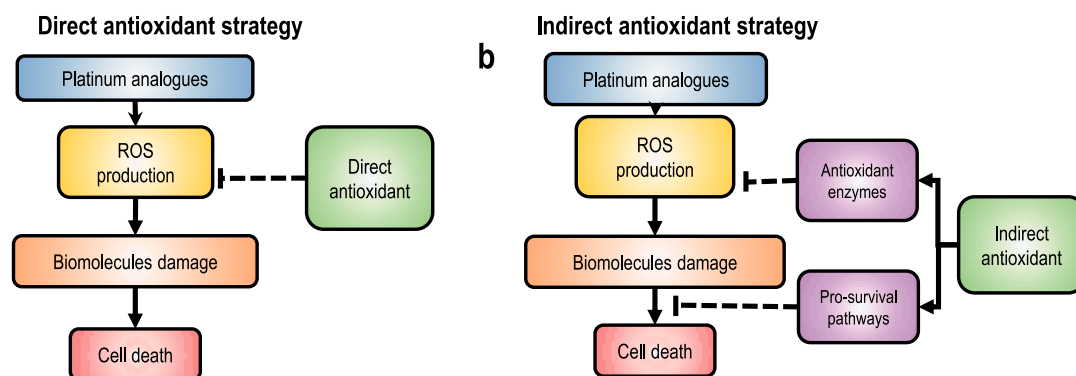 Direct antioxidant strategy
Platinum analogues
ROS
production
Direct
antioxidant
Biomolecules damage
Cell death
b
Indirect antioxidant strategy
Platinum analogues
ROS
production
Antioxidant
enzymes
Indirect
antioxidant
Biomolecules damage
Pro-survival
pathways
Cell death